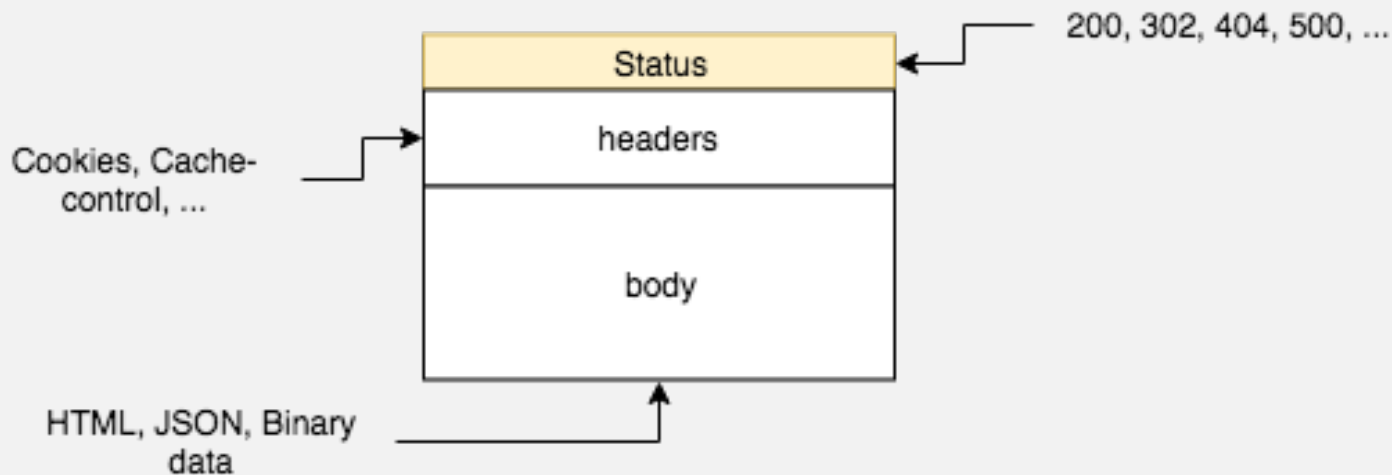 200, 302, 404, 500, ...
Status
headers
Cookies, Cache-
control, ...
body
HTML, JSON, Binary
data